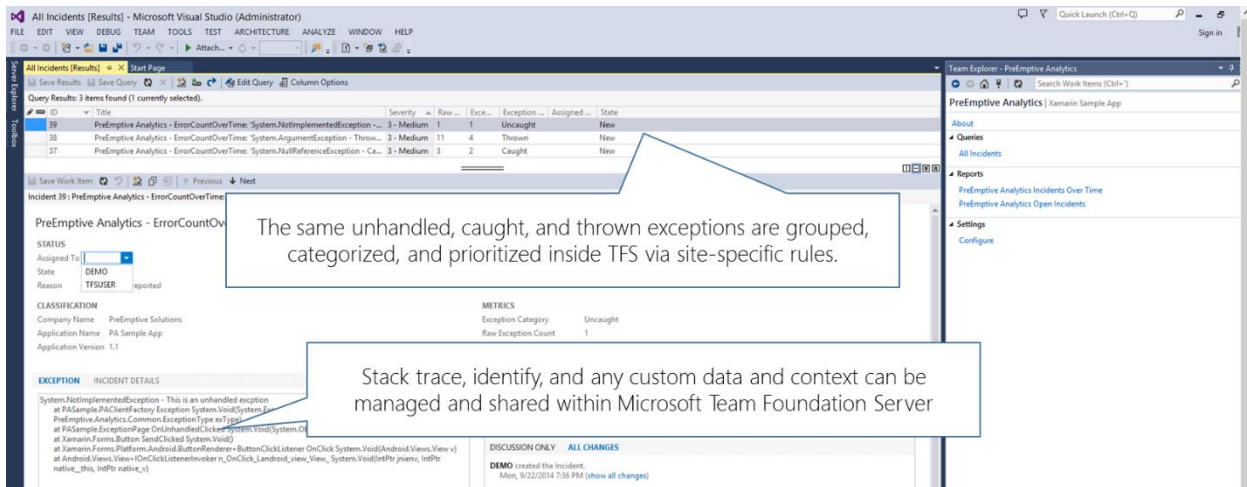 All Incidents [Results] - Microsoft Visual Studio (Administrator)
Quick Launch (Ctrl+Q)
FILE EDIT VIEW DEBUG TEAM TOOLS TEST ARCHITECTURE ANALYZE WINDOW HELP
Sign in
Attach...
Server Explorer
Toolbox
All Incidents [Results]
Start Page
Save Results Save Query Edit Query Column Options
Query Results: 3 items found (1 currently selected).
ID Title Severity Raw ... Exce... Exception ... Assigned ... State
39 PreEmptive Analytics - ErrorCountOverTime: 'System.NotImplementedException -... 3 - Medium 1 1 Uncaught New
38 PreEmptive Analytics - ErrorCountOverTime: 'System.ArgumentException - Throw... 3 - Medium 11 4 Thrown New
37 PreEmptive Analytics - ErrorCountOverTime: 'System.NullReferenceException - Ca... 3 - Medium 3 2 Caught New
Save Work Item Previous Next
Incident 39 : PreEmptive Analytics - ErrorCountOverTime:
PreEmptive Analytics - ErrorCountOv
The same unhandled, caught, and thrown exceptions are grouped,
categorized, and prioritized inside TFS via site-specific rules.
STATUS
Assigned To
State DEMO
Reason TFSUSER eported
CLASSIFICATION
Company Name PreEmptive Solutions
Application Name PA Sample App
Application Version 1.1
METRICS
Exception Category Uncaught
Raw Exception Count 1
Stack trace, identify, and any custom data and context can be
managed and shared within Microsoft Team Foundation Server
EXCEPTION INCIDENT DETAILS
System.NotImplementedException - This is an unhandled exception
at PASample.PAClientFactory Exception System.Void(System.Exc
PreEmptive.Analytics.Common.ExceptionType exType)
at PASample.ExceptionPage OnUnhandledClicked System.Void(System.Ob
at Xamarin.Forms.Button SendClicked System.Void()
at Xamarin.Forms.Platform.Android.ButtonRenderer+ButtonClickListener OnClick System.Void(Android.Views.View v)
at Android.Views.View+IOnClickListenerInvoker n_OnClick_Landroid_view_View_ System.Void(IntPtr jnienv, IntPtr
native__this, IntPtr native_v)
DISCUSSION ONLY ALL CHANGES
DEMO created the Incident.
Mon, 9/22/2014 7:36 PM (show all changes)
Team Explorer - PreEmptive Analytics
Search Work Items (Ctrl+')
PreEmptive Analytics | Xamarin Sample App
About
Queries
All Incidents
Reports
PreEmptive Analytics Incidents Over Time
PreEmptive Analytics Open Incidents
Settings
Configure